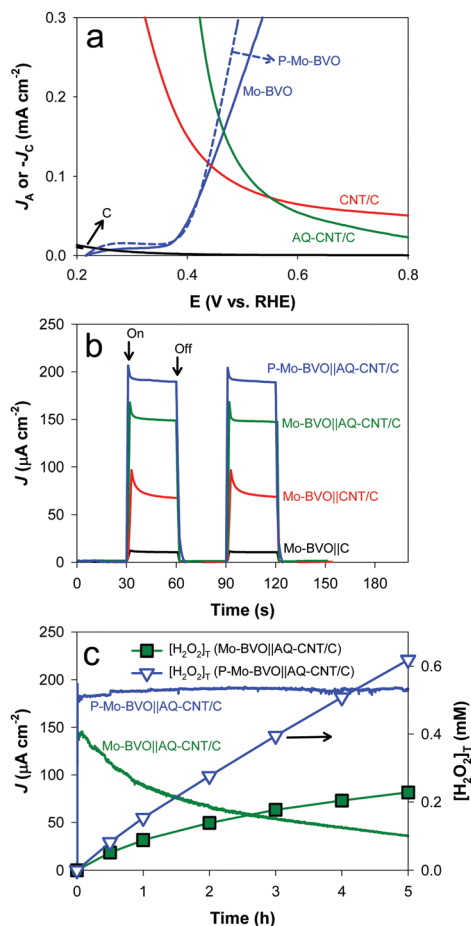 a
0.3
0.2
0.1
0.0
J_A or -J_C (mA cm⁻²)
P-Mo-BVO
Mo-BVO
CNT/C
C
AQ-CNT/C
0.2 0.4 0.6 0.8
E (V vs. RHE)
b
250
200
150
100
50
0
J (μA cm⁻²)
On
Off
P-Mo-BVO||AQ-CNT/C
Mo-BVO||AQ-CNT/C
Mo-BVO||CNT/C
Mo-BVO||C
0 30 60 90 120 150 180
Time (s)
c
250
200
150
100
50
0
J (μA cm⁻²)
[H₂O₂]_T (Mo-BVO||AQ-CNT/C)
[H₂O₂]_T (P-Mo-BVO||AQ-CNT/C)
P-Mo-BVO||AQ-CNT/C
Mo-BVO||AQ-CNT/C
0.6
0.4
0.2
0.0
[H₂O₂]_T (mM)
0 1 2 3 4 5
Time (h)